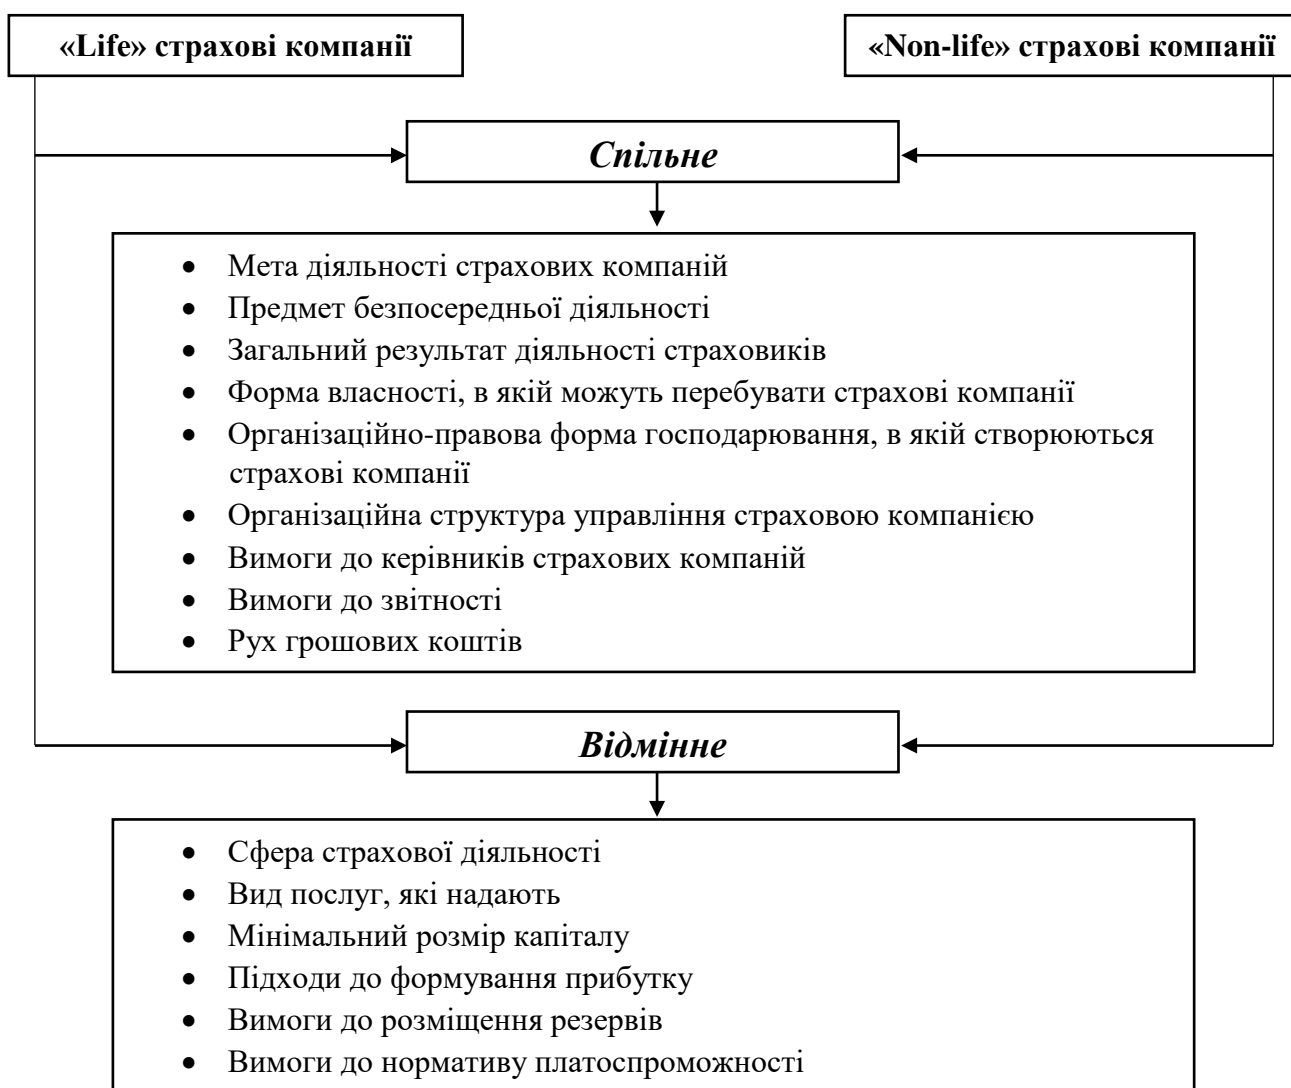 «Life» страхові компанії
«Non-life» страхові компанії
Спільне
• Мета діяльності страхових компаній
• Предмет безпосередньої діяльності
• Загальний результат діяльності страховиків
• Форма власності, в якій можуть перебувати страхові компанії
• Організаційно-правова форма господарювання, в якій створюються
страхові компанії
• Організаційна структура управління страховою компанією
• Вимоги до керівників страхових компаній
• Вимоги до звітності
• Рух грошових коштів
Відмінне
• Сфера страхової діяльності
• Вид послуг, які надають
• Мінімальний розмір капіталу
• Підходи до формування прибутку
• Вимоги до розміщення резервів
• Вимоги до нормативу платоспроможності